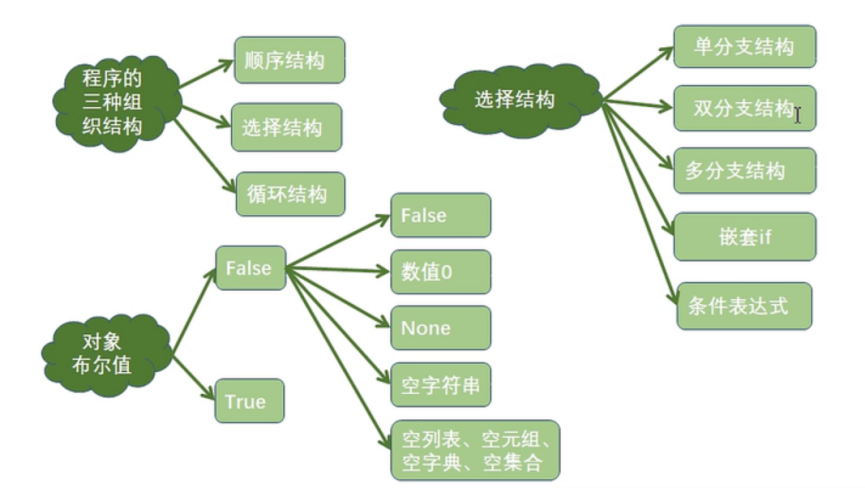 程序的
三种组
织结构
顺序结构
选择结构
循环结构
选择结构
单分支结构
双分支结构
多分支结构
嵌套if
条件表达式
对象
布尔值
False
True
False
数值0
None
空字符串
空列表、空元组、
空字典、空集合